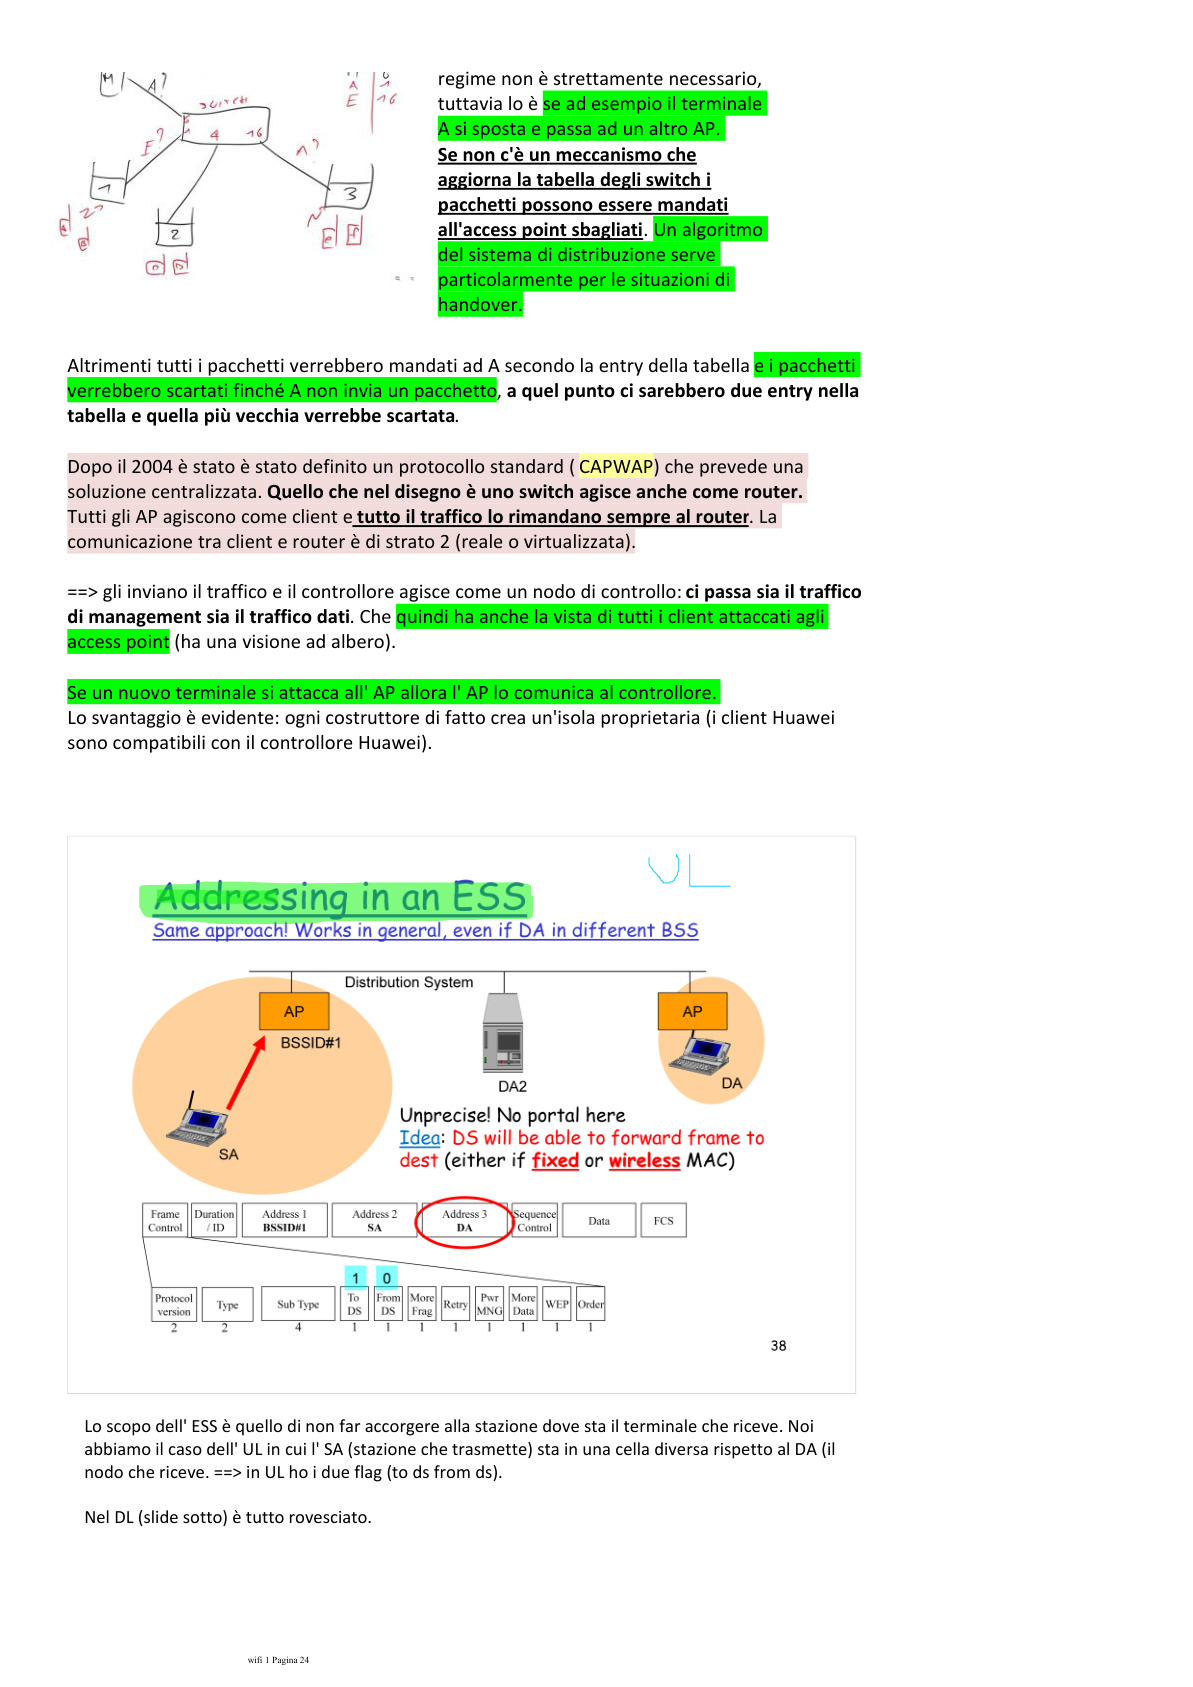 regime non è strettamente necessario,
tuttavia lo è se ad esempio il terminale
A si sposta e passa ad un altro AP.
Se non c'è un meccanismo che
aggiorna la tabella degli switch i
pacchetti possono essere mandati
all'access point sbagliati. Un algoritmo
del sistema di distribuzione serve
particolarmente per le situazioni di
handover.
M A?
SWITCH
A 1
E 16
4 16
E?
A?
1
2
3
Altrimenti tutti i pacchetti verrebbero mandati ad A secondo la entry della tabella e i pacchetti
verrebbero scartati finché A non invia un pacchetto, a quel punto ci sarebbero due entry nella
tabella e quella più vecchia verrebbe scartata.
Dopo il 2004 è stato è stato definito un protocollo standard ( CAPWAP) che prevede una
soluzione centralizzata. Quello che nel disegno è uno switch agisce anche come router.
Tutti gli AP agiscono come client e tutto il traffico lo rimandano sempre al router. La
comunicazione tra client e router è di strato 2 (reale o virtualizzata).
==> gli inviano il traffico e il controllore agisce come un nodo di controllo: ci passa sia il traffico
di management sia il traffico dati. Che quindi ha anche la vista di tutti i client attaccati agli
access point (ha una visione ad albero).
Se un nuovo terminale si attacca all' AP allora l' AP lo comunica al controllore.
Lo svantaggio è evidente: ogni costruttore di fatto crea un'isola proprietaria (i client Huawei
sono compatibili con il controllore Huawei).
UL
Addressing in an ESS
Same approach! Works in general, even if DA in different BSS
Distribution System
AP
AP
BSSID#1
DA2
DA
SA
Unprecise! No portal here
Idea: DS will be able to forward frame to
dest (either if fixed or wireless MAC)
Frame Control
Duration / ID
Address 1 BSSID#1
Address 2 SA
Address 3 DA
Sequence Control
Data
FCS
1 0
Protocol version
Type
Sub Type
To DS
From DS
More Frag
Retry
Pwr MNG
More Data
WEP
Order
2 2 4 1 1 1 1 1 1 1 1
38
Lo scopo dell' ESS è quello di non far accorgere alla stazione dove sta il terminale che riceve. Noi
abbiamo il caso dell' UL in cui l' SA (stazione che trasmette) sta in una cella diversa rispetto al DA (il
nodo che riceve. ==> in UL ho i due flag (to ds from ds).
Nel DL (slide sotto) è tutto rovesciato.
wifi 1 Pagina 24